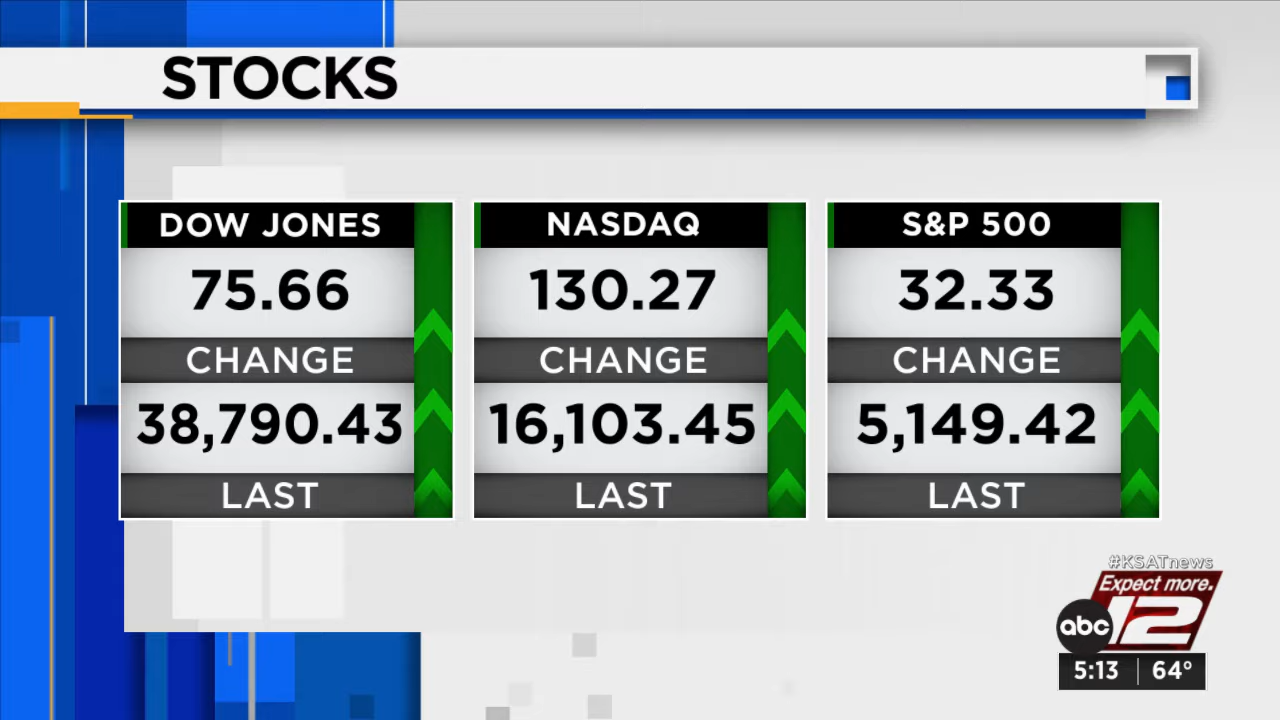 STOCKS
DOW JONES
75.66
CHANGE
38,790.43
LAST
NASDAQ
130.27
CHANGE
16,103.45
LAST
S&P 500
32.33
CHANGE
5,149.42
LAST
#KSATnews
Expect more.
abc 12
5:13 64°